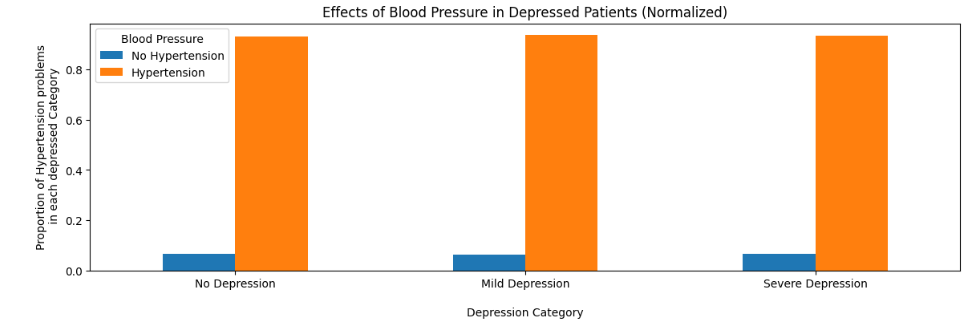 Effects of Blood Pressure in Depressed Patients (Normalized)
Proportion of Hypertension problems
in each depressed Category
0.8
0.6
0.4
0.2
0.0
Blood Pressure
No Hypertension
Hypertension
No Depression
Mild Depression
Severe Depression
Depression Category